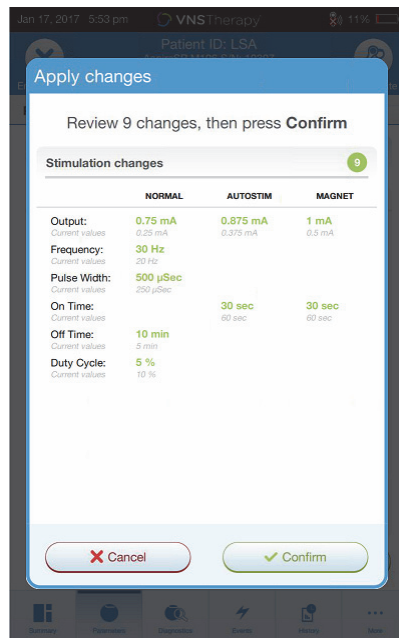 Jan 17, 2017 5:53 pm VNSTherapy 11%
Patient ID: LSA
Apply changes
Review 9 changes, then press Confirm
Stimulation changes 9
NORMAL AUTOSTIM MAGNET
Output: 0.75 mA 0.875 mA 1 mA
Current values 0.25 mA 0.375 mA 0.5 mA
Frequency: 30 Hz
Current values 20 Hz
Pulse Width: 500 µSec
Current values 250 µSec
On Time: 30 sec 30 sec
Current values 60 sec 60 sec
Off Time: 10 min
Current values 5 min
Duty Cycle: 5 %
Current values 10 %
Cancel Confirm
Summary Parameters Diagnostics Events History More